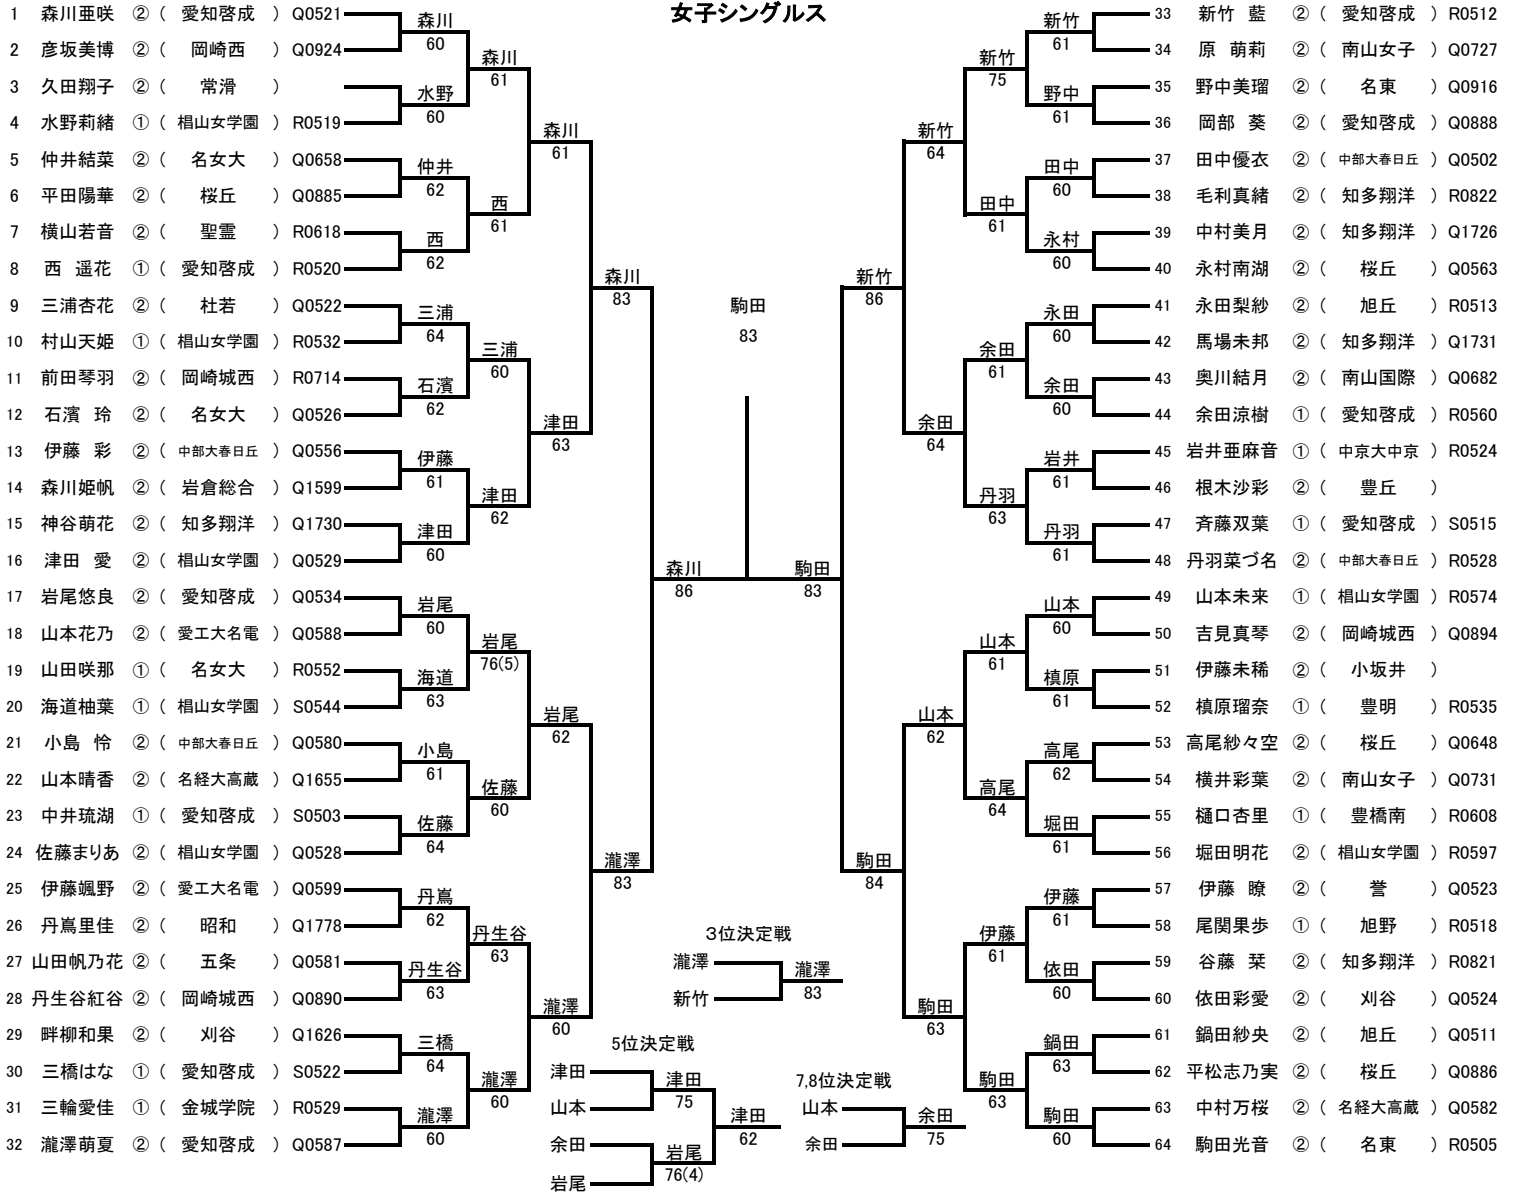 女子シングルス
1 森川亜咲 ② ( 愛知啓成 ) Q0521
2 彦坂美博 ② ( 岡崎西 ) Q0924
3 久田翔子 ② ( 常滑 )
4 水野莉緒 ① ( 椙山女学園 ) R0519
5 仲井結菜 ② ( 名女大 ) Q0658
6 平田陽華 ② ( 桜丘 ) Q0885
7 横山若音 ② ( 聖霊 ) R0618
8 西 遥花 ① ( 愛知啓成 ) R0520
9 三浦杏花 ② ( 杜若 ) Q0522
10 村山天姫 ① ( 椙山女学園 ) R0532
11 前田琴羽 ② ( 岡崎城西 ) R0714
12 石濱 玲 ② ( 名女大 ) Q0526
13 伊藤 彩 ② ( 中部大春日丘 ) Q0556
14 森川姫帆 ② ( 岩倉総合 ) Q1599
15 神谷萌花 ② ( 知多翔洋 ) Q1730
16 津田 愛 ② ( 椙山女学園 ) Q0529
17 岩尾悠良 ② ( 愛知啓成 ) Q0534
18 山本花乃 ② ( 愛工大名電 ) Q0588
19 山田咲那 ① ( 名女大 ) R0552
20 海道柚葉 ① ( 椙山女学園 ) S0544
21 小島 怜 ② ( 中部大春日丘 ) Q0580
22 山本晴香 ② ( 名経大高蔵 ) Q1655
23 中井琉湖 ① ( 愛知啓成 ) S0503
24 佐藤まりあ ② ( 椙山女学園 ) Q0528
25 伊藤颯野 ② ( 愛工大名電 ) Q0599
26 丹嶌里佳 ② ( 昭和 ) Q1778
27 山田帆乃花 ② ( 五条 ) Q0581
28 丹生谷紅谷 ② ( 岡崎城西 ) Q0890
29 畔柳和果 ② ( 刈谷 ) Q1626
30 三橋はな ① ( 愛知啓成 ) S0522
31 三輪愛佳 ① ( 金城学院 ) R0529
32 瀧澤萌夏 ② ( 愛知啓成 ) Q0587
森川
60
水野
60
仲井
62
西
62
三浦
64
石濱
62
伊藤
61
津田
60
岩尾
60
海道
63
小島
61
佐藤
64
丹嶌
62
丹生谷
63
三橋
64
瀧澤
60
森川
61
西
61
三浦
60
津田
62
岩尾
76(5)
佐藤
60
丹生谷
63
瀧澤
60
森川
61
津田
63
岩尾
62
瀧澤
60
森川
83
瀧澤
83
森川
86
駒田
83
駒田
83
新竹
86
駒田
84
新竹
64
余田
64
山本
62
駒田
63
新竹
75
田中
61
余田
61
丹羽
63
山本
61
高尾
64
伊藤
61
駒田
63
新竹
61
野中
61
田中
60
永村
60
永田
60
余田
60
岩井
61
丹羽
61
山本
60
槙原
61
高尾
62
堀田
61
伊藤
61
依田
60
鍋田
63
駒田
60
33 新竹 藍 ② ( 愛知啓成 ) R0512
34 原 萌莉 ② ( 南山女子 ) Q0727
35 野中美瑠 ② ( 名東 ) Q0916
36 岡部 葵 ② ( 愛知啓成 ) Q0888
37 田中優衣 ② ( 中部大春日丘 ) Q0502
38 毛利真緒 ② ( 知多翔洋 ) R0822
39 中村美月 ② ( 知多翔洋 ) Q1726
40 永村南湖 ② ( 桜丘 ) Q0563
41 永田梨紗 ② ( 旭丘 ) R0513
42 馬場未邦 ② ( 知多翔洋 ) Q1731
43 奥川結月 ② ( 南山国際 ) Q0682
44 余田涼樹 ① ( 愛知啓成 ) R0560
45 岩井亜麻音 ① ( 中京大中京 ) R0524
46 根木沙彩 ② ( 豊丘 )
47 斉藤双葉 ① ( 愛知啓成 ) S0515
48 丹羽菜づ名 ② ( 中部大春日丘 ) R0528
49 山本未来 ① ( 椙山女学園 ) R0574
50 吉見真琴 ② ( 岡崎城西 ) Q0894
51 伊藤未稀 ② ( 小坂井 )
52 槙原瑠奈 ① ( 豊明 ) R0535
53 高尾紗々空 ② ( 桜丘 ) Q0648
54 横井彩葉 ② ( 南山女子 ) Q0731
55 樋口杏里 ① ( 豊橋南 ) R0608
56 堀田明花 ② ( 椙山女学園 ) R0597
57 伊藤 瞭 ② ( 誉 ) Q0523
58 尾関果歩 ① ( 旭野 ) R0518
59 谷藤 栞 ② ( 知多翔洋 ) R0821
60 依田彩愛 ② ( 刈谷 ) Q0524
61 鍋田紗央 ② ( 旭丘 ) Q0511
62 平松志乃実 ② ( 桜丘 ) Q0886
63 中村万桜 ② ( 名経大高蔵 ) Q0582
64 駒田光音 ② ( 名東 ) R0505
3位決定戦
瀧澤
新竹
瀧澤
83
5位決定戦
津田
山本
余田
岩尾
津田
75
岩尾
76(4)
津田
62
7,8位決定戦
山本
余田
余田
75